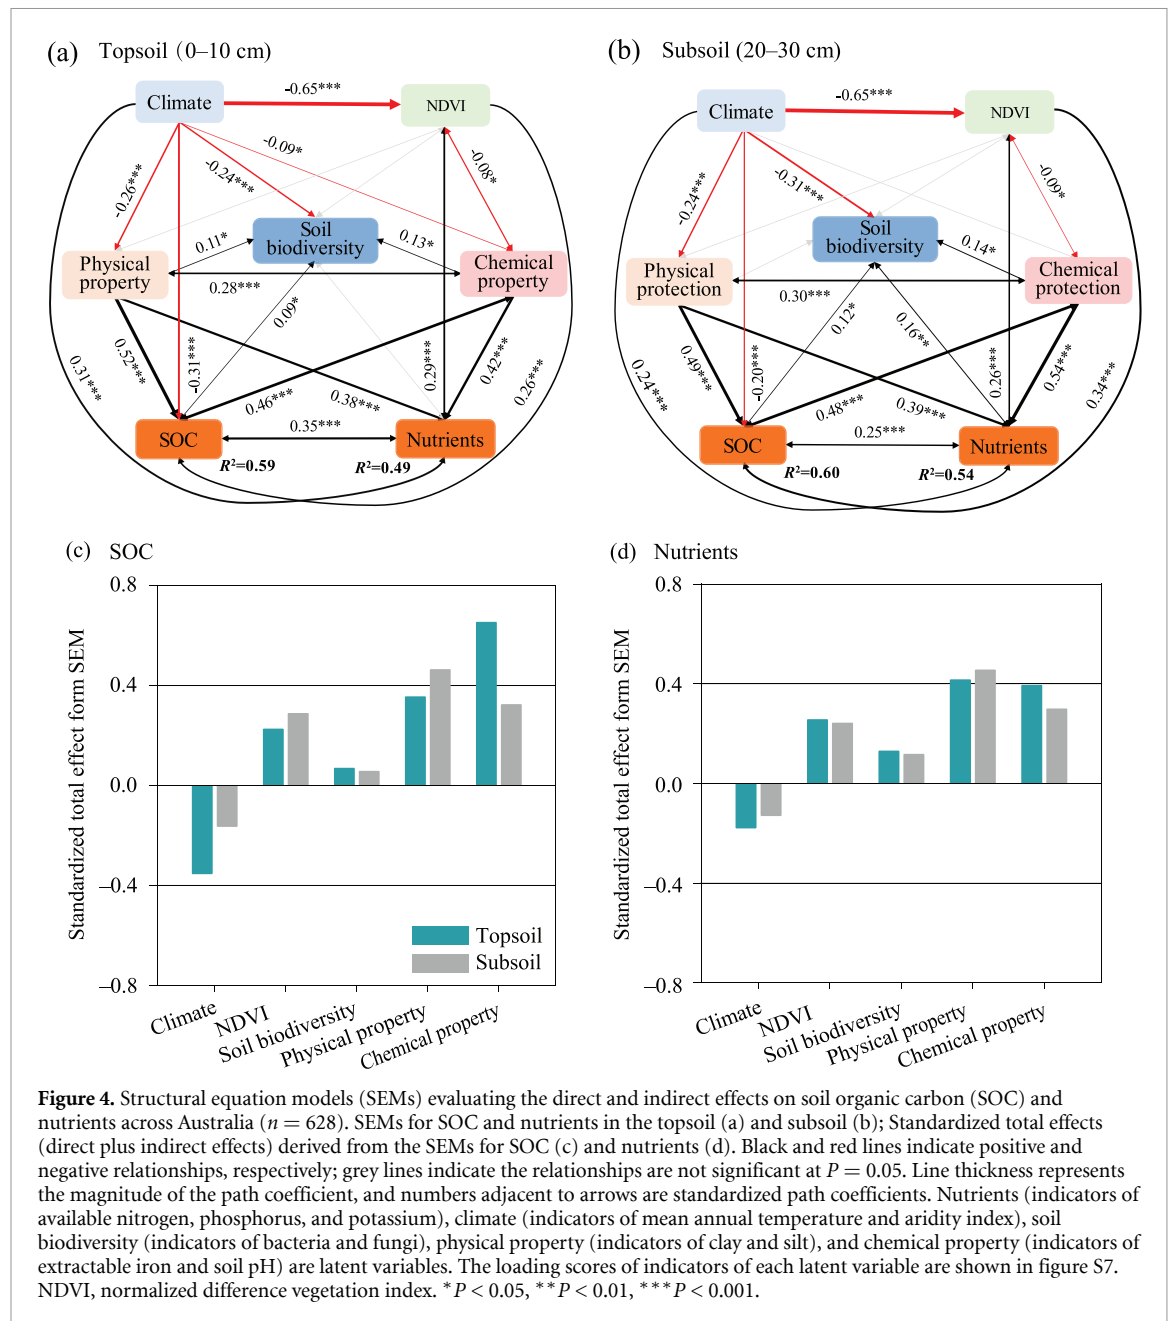 (a) Topsoil (0–10 cm)
Climate
-0.65***
NDVI
-0.09*
-0.24***
-0.26***
-0.08*
Soil
biodiversity
0.11*
0.13*
Physical
property
Chemical
property
0.28***
0.09*
0.52***
-0.31***
0.29***
0.42***
0.31***
0.46***
0.38***
0.26***
SOC
0.35***
Nutrients
R²=0.59
R²=0.49
(b) Subsoil (20–30 cm)
Climate
-0.65***
NDVI
-0.31***
-0.24***
-0.09*
Soil
biodiversity
0.14*
Physical
protection
Chemical
protection
0.30***
0.12*
0.16**
0.49***
-0.20***
0.26***
0.54***
0.24***
0.48***
0.39***
0.34***
SOC
0.25***
Nutrients
R²=0.60
R²=0.54
(c) SOC
Standardized total effect form SEM
0.8
0.4
0.0
–0.4
–0.8
Topsoil
Subsoil
Climate
NDVI
Soil biodiversity
Physical property
Chemical property
(d) Nutrients
Standardized total effect form SEM
0.8
0.4
0.0
–0.4
–0.8
Climate
NDVI
Soil biodiversity
Physical property
Chemical property
Figure 4. Structural equation models (SEMs) evaluating the direct and indirect effects on soil organic carbon (SOC) and
nutrients across Australia (n = 628). SEMs for SOC and nutrients in the topsoil (a) and subsoil (b); Standardized total effects
(direct plus indirect effects) derived from the SEMs for SOC (c) and nutrients (d). Black and red lines indicate positive and
negative relationships, respectively; grey lines indicate the relationships are not significant at P = 0.05. Line thickness represents
the magnitude of the path coefficient, and numbers adjacent to arrows are standardized path coefficients. Nutrients (indicators of
available nitrogen, phosphorus, and potassium), climate (indicators of mean annual temperature and aridity index), soil
biodiversity (indicators of bacteria and fungi), physical property (indicators of clay and silt), and chemical property (indicators of
extractable iron and soil pH) are latent variables. The loading scores of indicators of each latent variable are shown in figure S7.
NDVI, normalized difference vegetation index. *P < 0.05, **P < 0.01, ***P < 0.001.